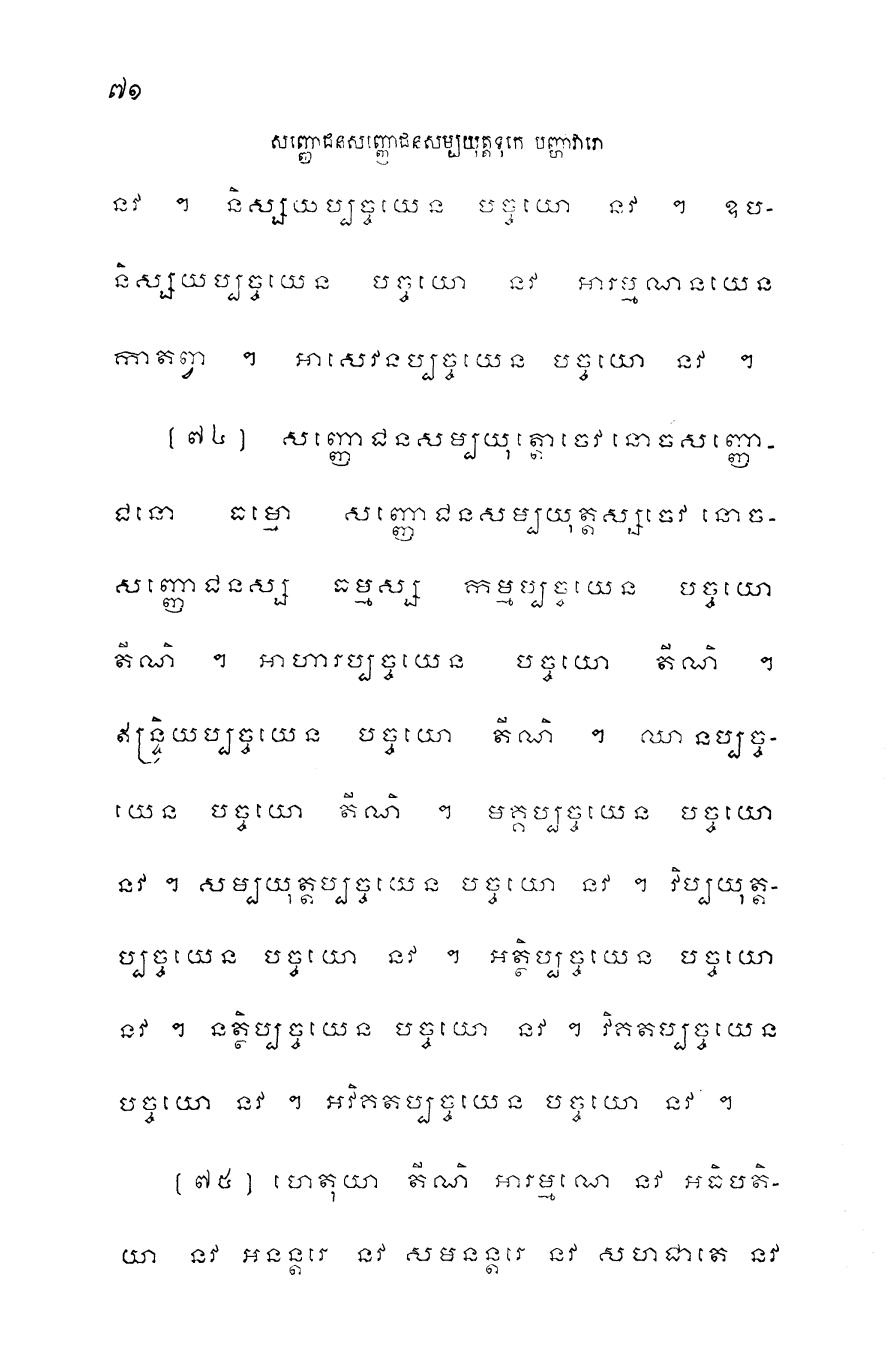 ៧១
សញ្ញោជនសញ្ញោជនសម្បយុត្តទុកេ បញ្ហាវារោ
នវ ។ និស្សយប្បច្ចយេន បច្ចយោ នវ ។ ឧប-
និស្សយប្បច្ចយេន បច្ចយោ នវ អារម្មណនយេន
កាតព្វា ។ អាសេវនប្បច្ចយេន បច្ចយោ នវ ។
(៧៤) សញ្ញោជនសម្បយុត្តោចេវនោចសញ្ញោ-
ជនោ ធម្មោ សញ្ញោជនសម្បយុត្តស្សចេវ នោច-
សញ្ញោជនស្ស ធម្មស្ស កម្មប្បច្ចយេន បច្ចយោ
តីណិ ។ អាហារប្បច្ចយេន បច្ចយោ តីណិ ។
ឥន្ទ្រិយប្បច្ចយេន បច្ចយោ តីណិ ។ ឈានប្បច្ច-
យេន បច្ចយោ តីណិ ។ មគ្គប្បច្ចយេន បច្ចយោ
នវ ។ សម្បយុត្តប្បច្ចយេន បច្ចយោ នវ ។ វិប្បយុត្ត-
ប្បច្ចយេន បច្ចយោ នវ ។ អត្ថិប្បច្ចយេន បច្ចយោ
នវ ។ នត្ថិប្បច្ចយេន បច្ចយោ នវ ។ វិគតប្បច្ចយេន
បច្ចយោ នវ ។ អវិគតប្បច្ចយេន បច្ចយោ នវ ។
(៧៥) ហេតុយា តីណិ អារម្មណេ នវ អធិបតិ-
យា នវ អនន្តរេ នវ សមនន្តរេ នវ សហជាតេ នវ